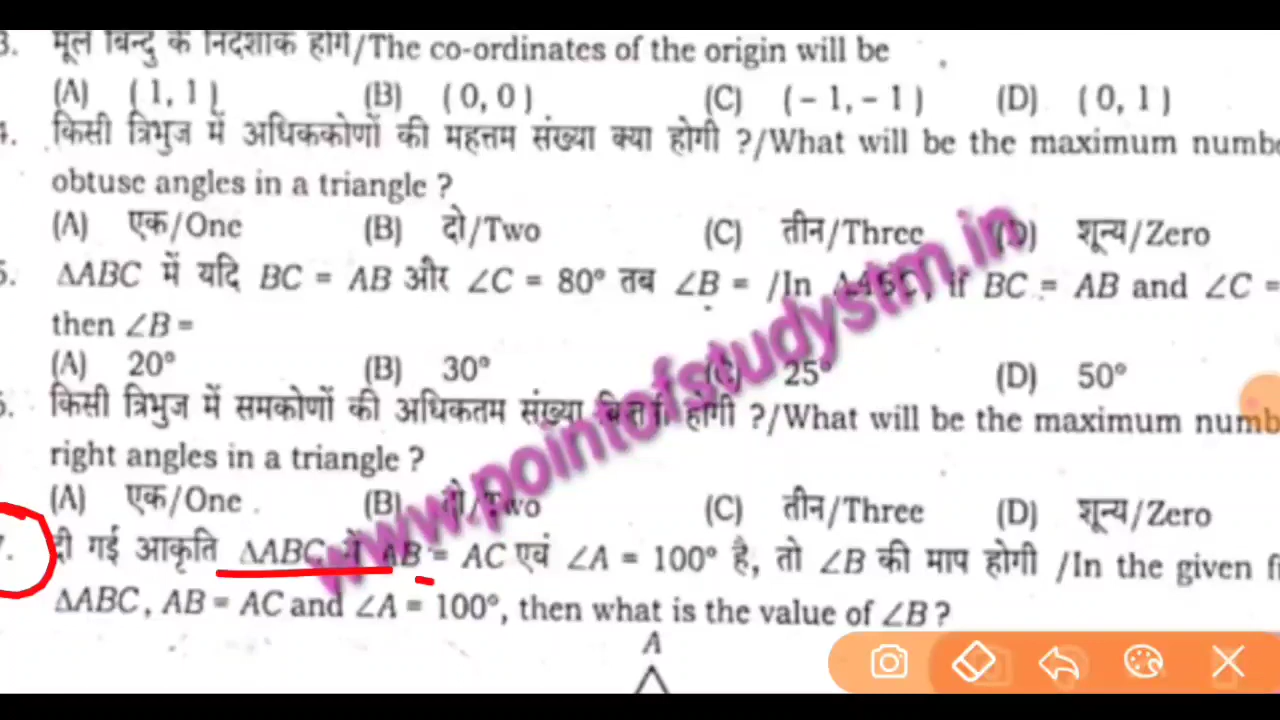 3. मूल बिन्दु के निर्देशांक होंगे/The co-ordinates of the origin will be
(A) ( 1, 1 ) (B) ( 0, 0 ) (C) ( – 1, – 1 ) (D) ( 0, 1 )
4. किसी त्रिभुज में अधिककोणों की महत्तम संख्या क्या होगी ?/What will be the maximum numbe
obtuse angles in a triangle ?
(A) एक/One (B) दो/Two (C) तीन/Three (D) शून्य/Zero
5. ΔABC में यदि BC = AB और ∠C = 80° तब ∠B = /In ΔABC, if BC = AB and ∠C =
then ∠B =
(A) 20° (B) 30° (C) 25° (D) 50°
6. किसी त्रिभुज में समकोणों की अधिकतम संख्या कितनी होगी ?/What will be the maximum numb
right angles in a triangle ?
(A) एक/One (B) दो/Two (C) तीन/Three (D) शून्य/Zero
7. दी गई आकृति ΔABC में AB = AC एवं ∠A = 100° है, तो ∠B की माप होगी /In the given fi
ΔABC, AB = AC and ∠A = 100°, then what is the value of ∠B ?
A
www.pointofstudystm.in